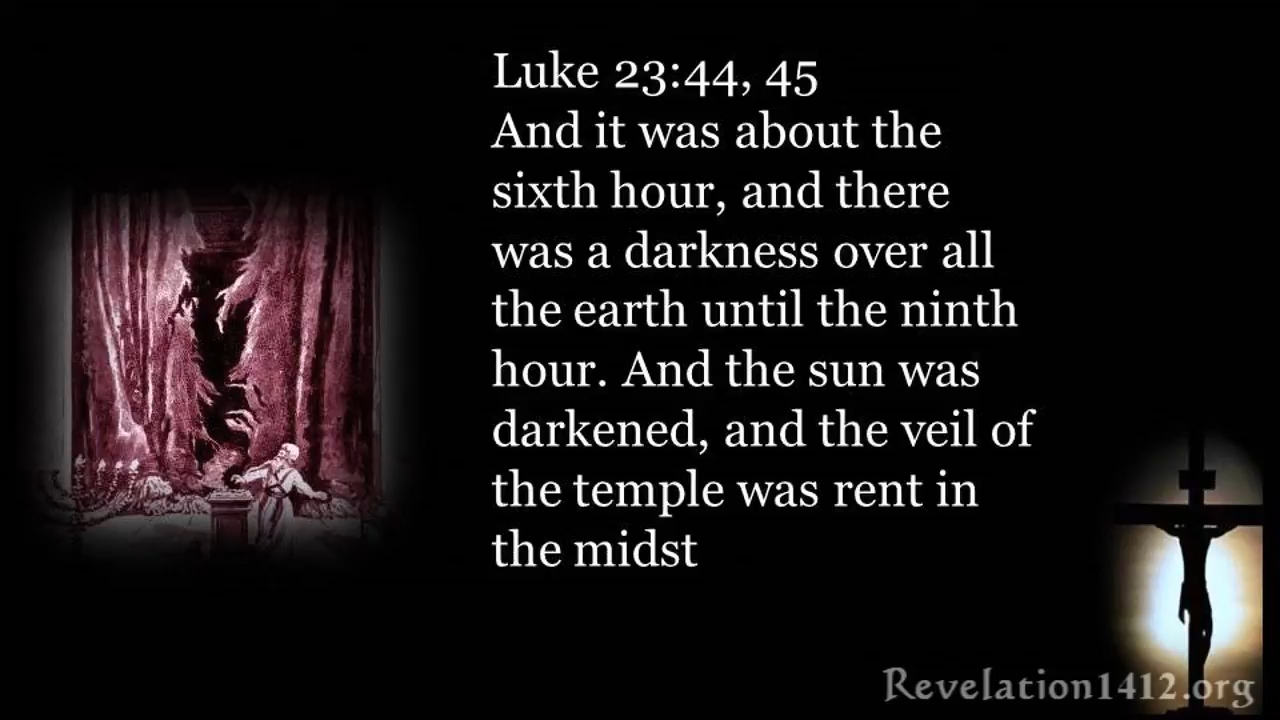 Luke 23:44, 45
And it was about the
sixth hour, and there
was a darkness over all
the earth until the ninth
hour. And the sun was
darkened, and the veil of
the temple was rent in
the midst
Revelation1412.org